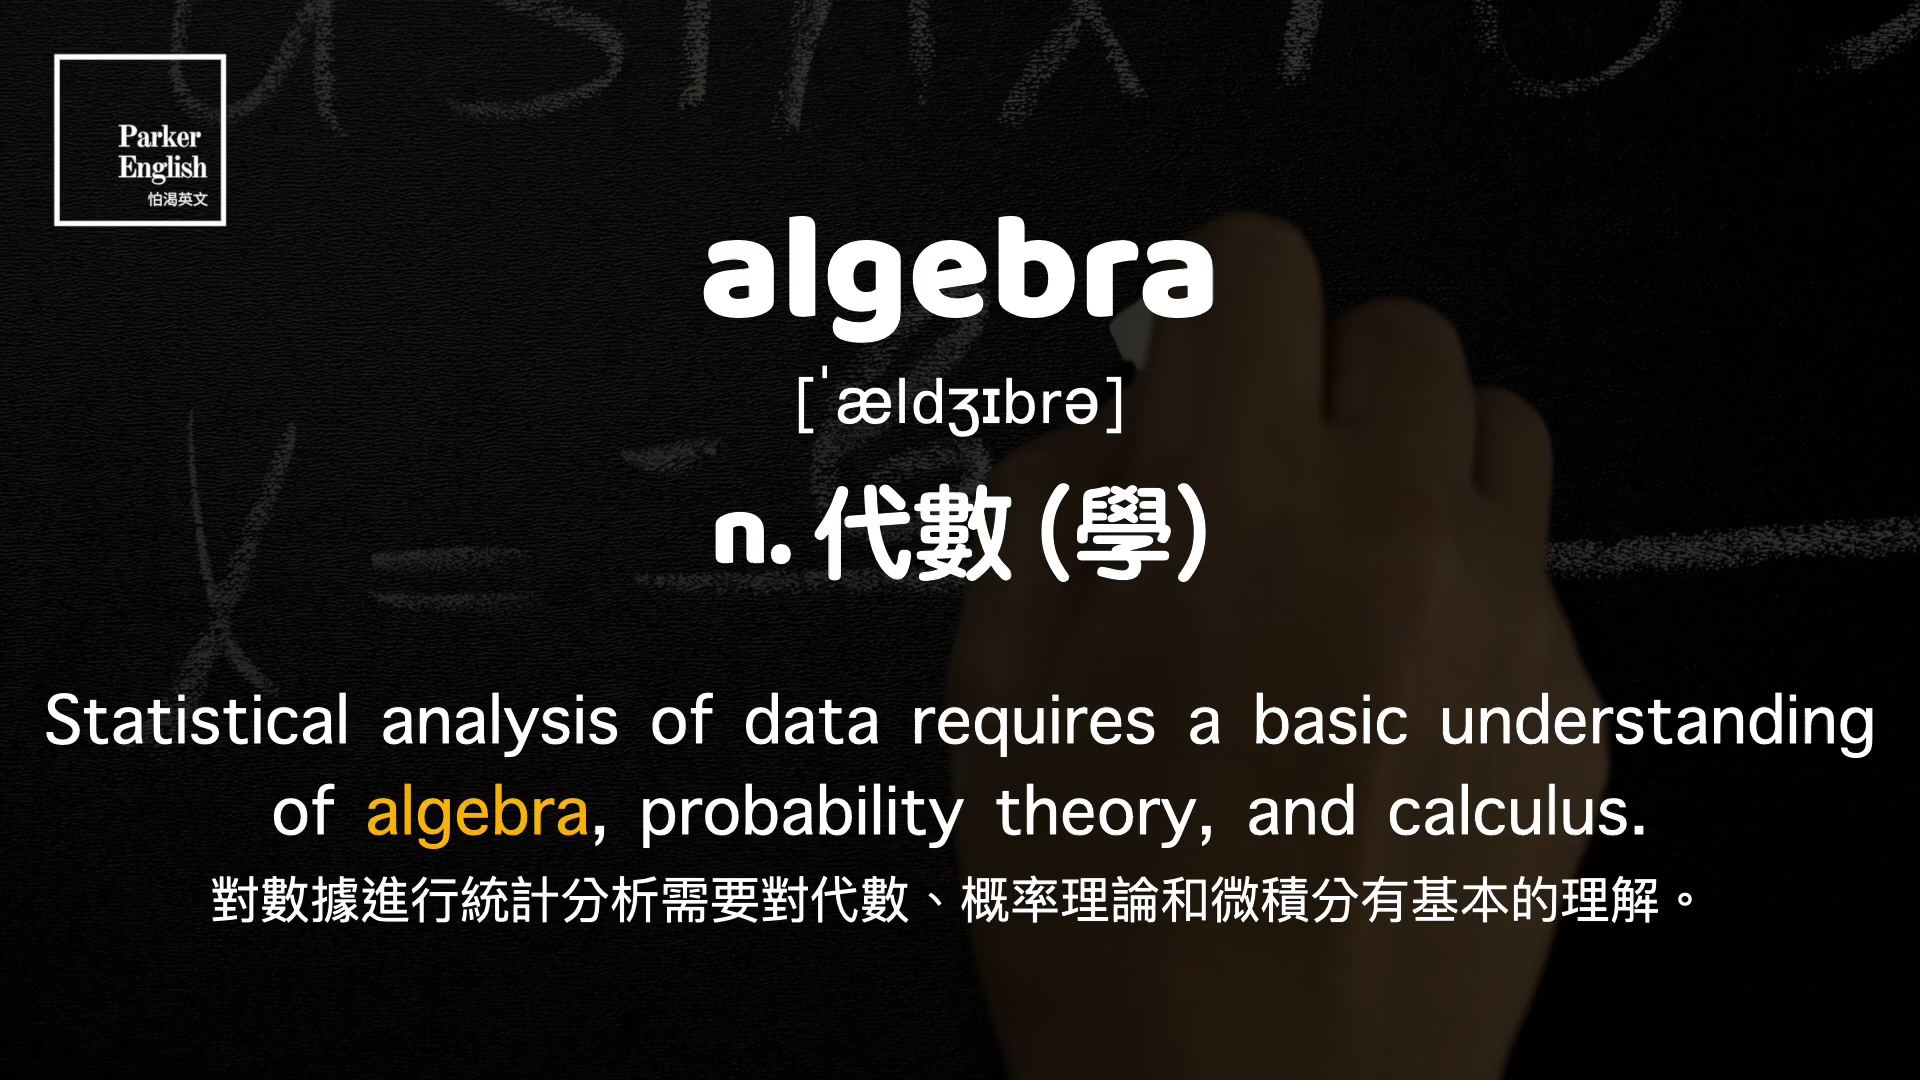 Parker
English
怕渴英文
algebra
[ˈældʒɪbrə]
n. 代數 (學)
Statistical analysis of data requires a basic understanding
of algebra, probability theory, and calculus.
對數據進行統計分析需要對代數、概率理論和微積分有基本的理解。